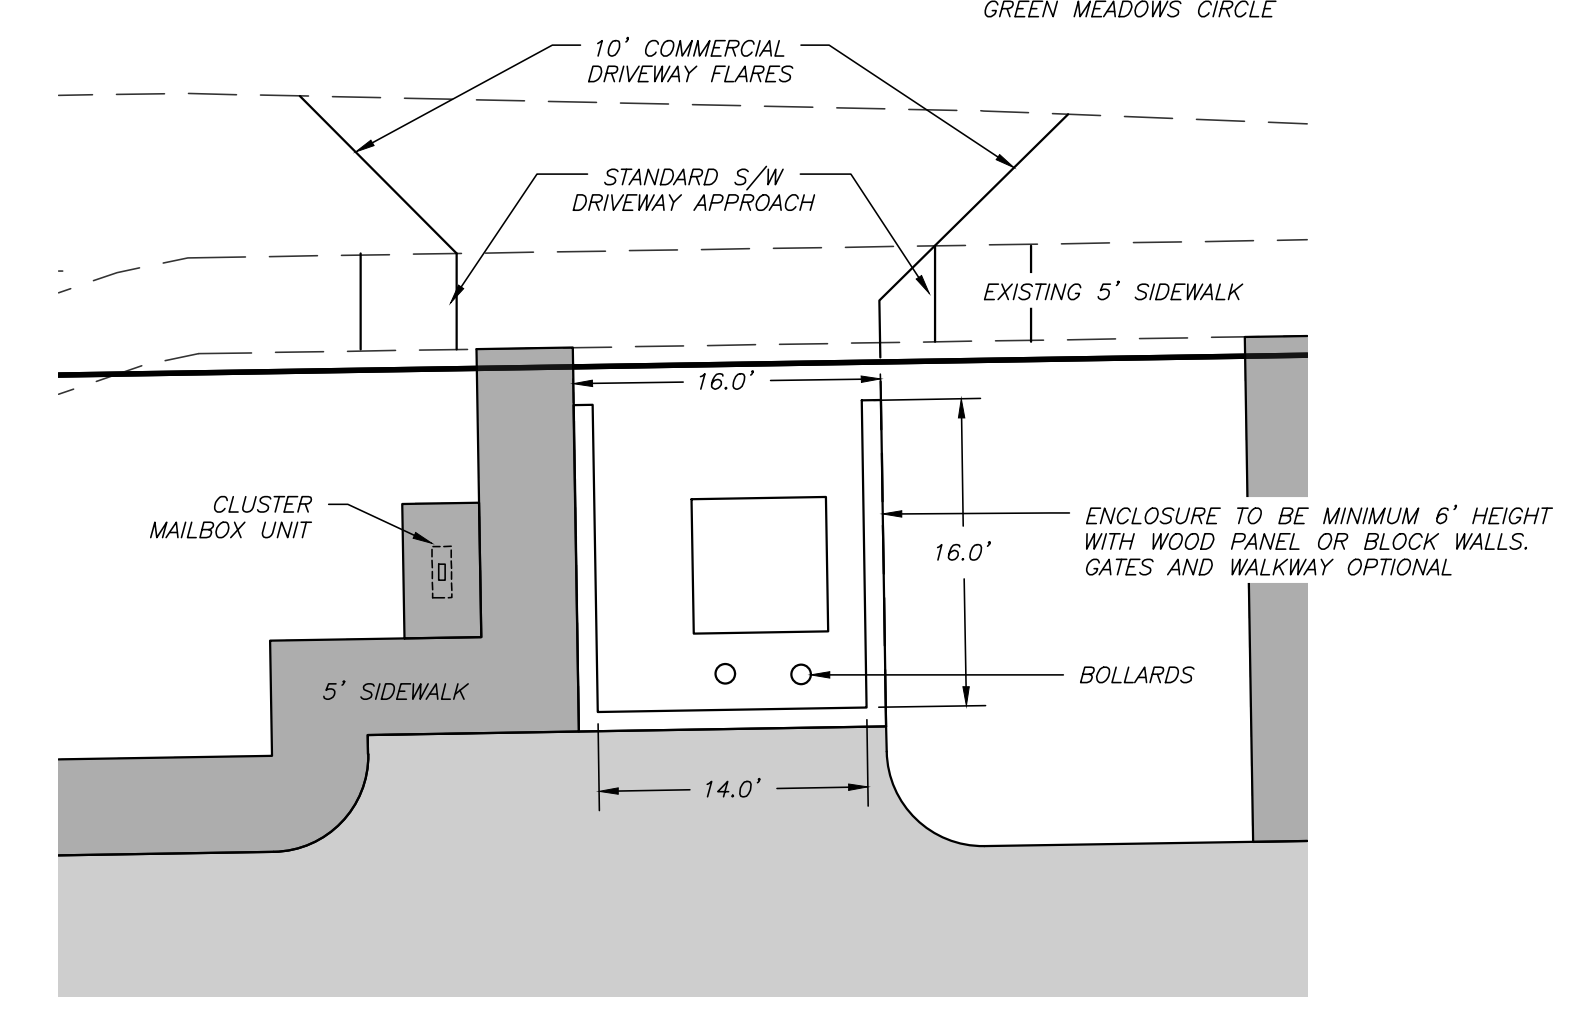 GREEN MEADOWS CIRCLE
10' COMMERCIAL
DRIVEWAY FLARES
STANDARD S/W
DRIVEWAY APPROACH
EXISTING 5' SIDEWALK
16.0'
CLUSTER
MAILBOX UNIT
ENCLOSURE TO BE MINIMUM 6' HEIGHT
WITH WOOD PANEL OR BLOCK WALLS.
GATES AND WALKWAY OPTIONAL
16.0'
BOLLARDS
5' SIDEWALK
14.0'